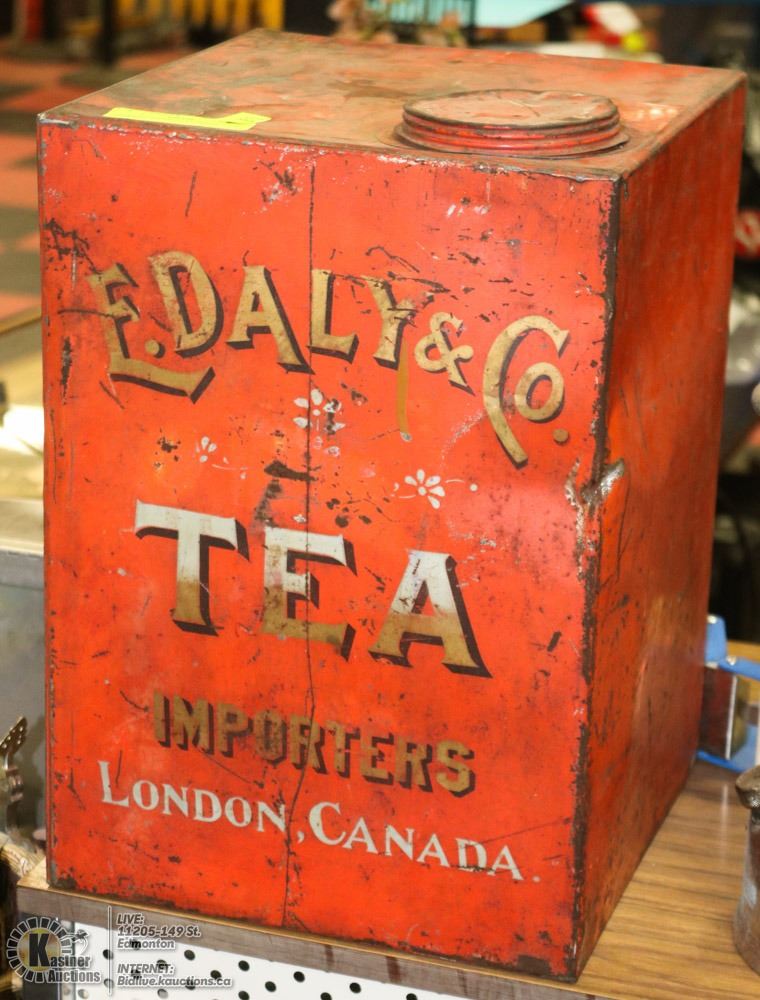 E. DALY & Co.
TEA
IMPORTERS
LONDON, CANADA.
K
KASTNER
AUCTIONS
LIVE:
11205-149 St.
Edmonton
INTERNET:
Bidlive.kauctions.ca